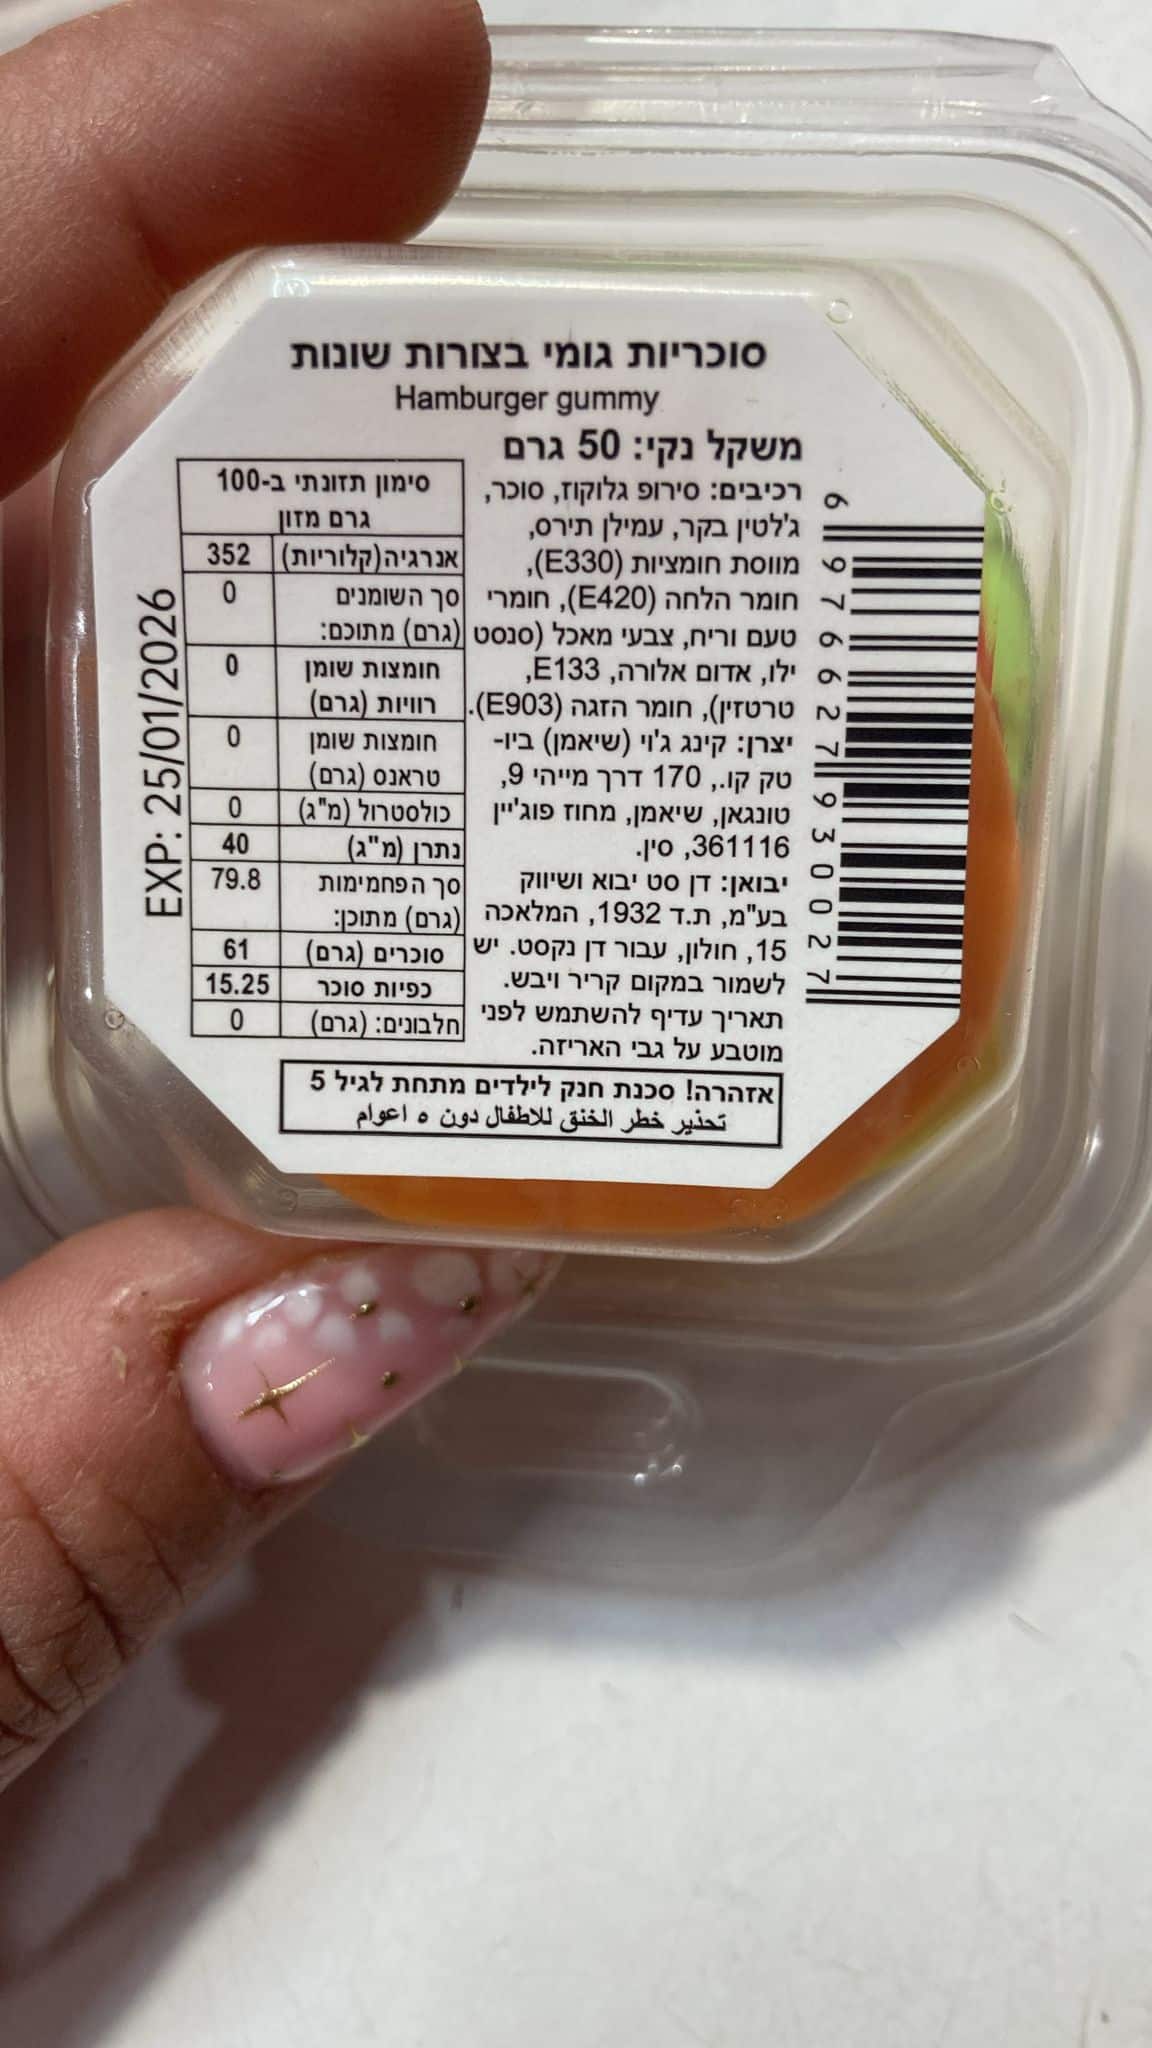 סוכריות גומי בצורות שונות
Hamburger gummy
משקל נקי: 50 גרם
רכיבים: סירופ גלוקוז, סוכר,
ג'לטין בקר, עמילן תירס,
מווסת חומציות (E330),
חומר הלחה (E420), חומרי
טעם וריח, צבעי מאכל (סנסט
ילו, אדום אלורה, E133,
טרטזין), חומר הזגה (E903).
יצרן: קינג ג'וי (שיאמן) ביו-
טק קו., 170 דרך מייהי 9,
טונגאן, שיאמן, מחוז פוג'יין
361116, סין.
יבואן: דן סט יבוא ושיווק
בע"מ, ת.ד 1932, המלאכה
15, חולון, עבור דן נקסט. יש
לשמור במקום קריר ויבש.
תאריך עדיף להשתמש לפני
מוטבע על גבי האריזה.
סימון תזונתי ב-100
גרם מזון
אנרגיה(קלוריות) 352
סך השומנים 0
(גרם) מתוכם:
חומצות שומן 0
רוויות (גרם)
חומצות שומן 0
טראנס (גרם)
כולסטרול (מ"ג) 0
נתרן (מ"ג) 40
סך הפחמימות 79.8
(גרם) מתוכן:
סוכרים (גרם) 61
כפיות סוכר 15.25
חלבונים: (גרם) 0
אזהרה! סכנת חנק לילדים מתחת לגיל 5
تحذير خطر الخنق للاطفال دون ه اعوام
EXP: 25/01/2026
6 976627 930027